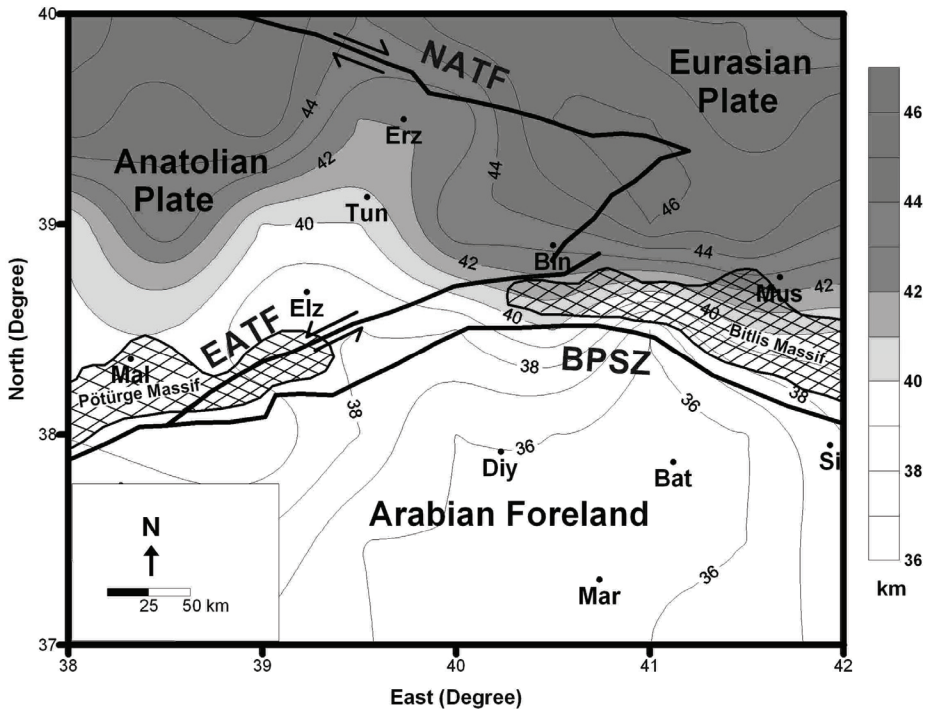 40
NATF
Eurasian
Plate
46
44
Erz
44
Anatolian
Plate
42
44
46
44
39
Tun
40
42
Bin
44
42
Mus
42
Elz
40
40
Bitlis Massif
EATF
BPSZ
38
38
Mal
Pötürge Massif
38
36
40
38
36
36
Diy
Bat
Si
38
Arabian Foreland
N
25 50 km
Mar
36
km
37
38 39 40 41 42
North (Degree)
East (Degree)